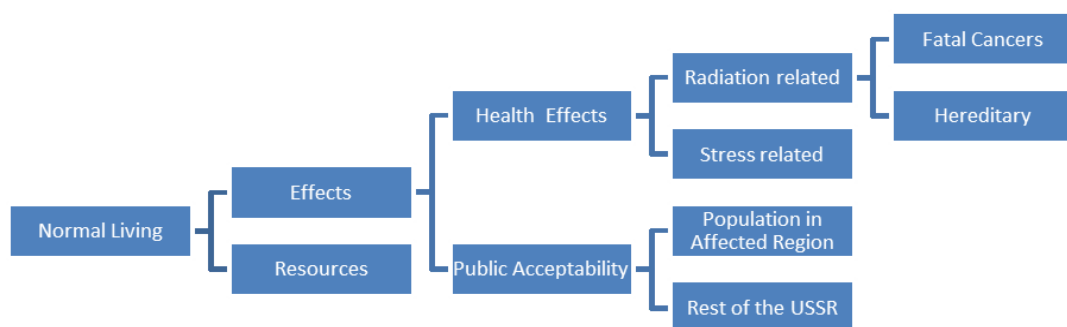 Normal Living
Effects
Resources
Health Effects
Public Acceptability
Radiation related
Stress related
Population in
Affected Region
Rest of the USSR
Fatal Cancers
Hereditary